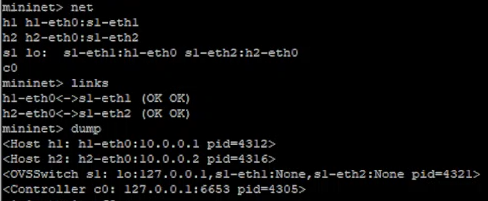 mininet> net
h1 h1-eth0:s1-eth1
h2 h2-eth0:s1-eth2
s1 lo:  s1-eth1:h1-eth0 s1-eth2:h2-eth0
c0
mininet> links
h1-eth0<->s1-eth1 (OK OK)
h2-eth0<->s1-eth2 (OK OK)
mininet> dump
<Host h1: h1-eth0:10.0.0.1 pid=4312>
<Host h2: h2-eth0:10.0.0.2 pid=4316>
<OVSSwitch s1: lo:127.0.0.1,s1-eth1:None,s1-eth2:None pid=4321>
<Controller c0: 127.0.0.1:6653 pid=4305>